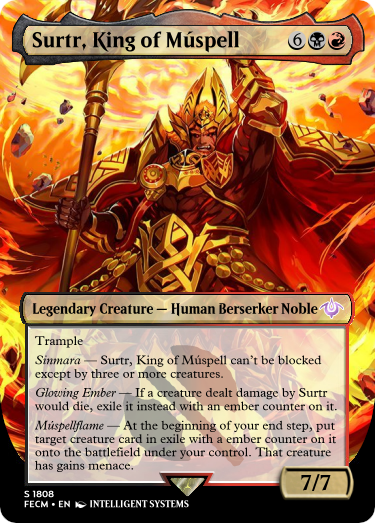 Surtr, King of Múspell 6
Legendary Creature — Human Berserker Noble
Trample
Sinmara — Surtr, King of Múspell can't be blocked
except by three or more creatures.
Glowing Ember — If a creature dealt damage by Surtr
would die, exile it instead with an ember counter on it.
Múspellflame — At the beginning of your end step, put
target creature card in exile with a ember counter on it
onto the battlefield under your control. That creature
has gains menace.
7/7
S 1808
FECM • EN INTELLIGENT SYSTEMS